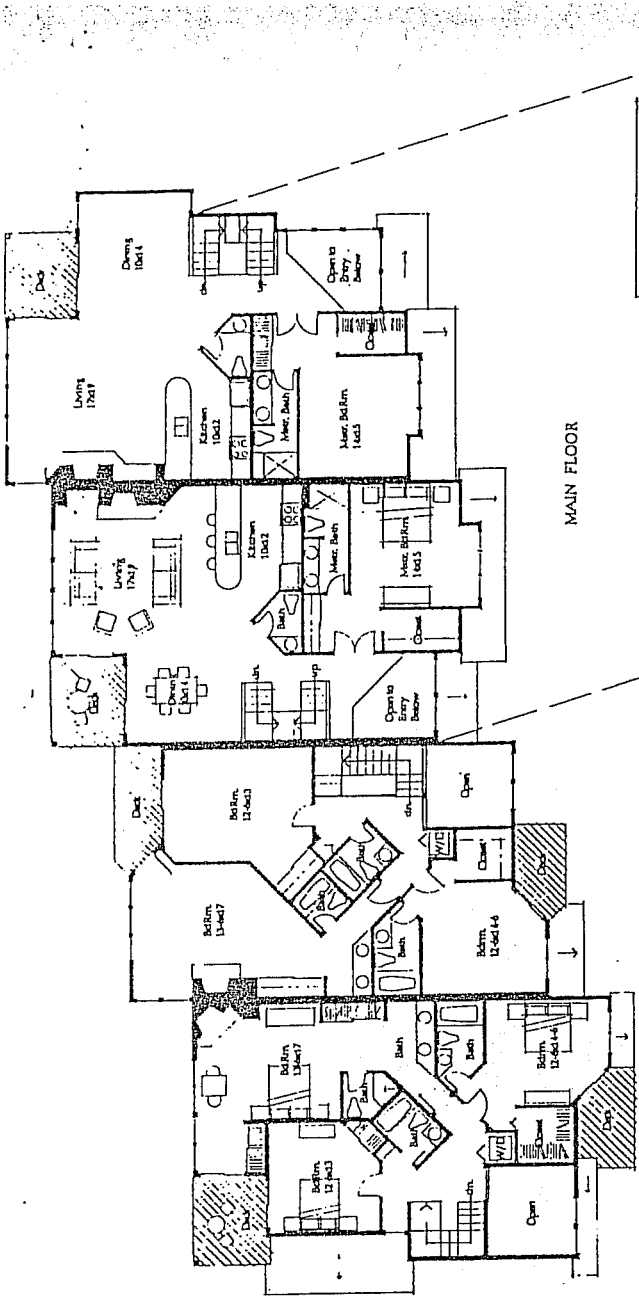 Deck
Dining
10x14
Living
17x19
dn.
up
Open to
Entry
Below
Kitchen
10x12
Mstr. Bath
Closet
Mstr. Bd.Rm.
14x15
Living
17x19
Kitchen
10x12
Bath
Mstr. Bath
Mstr. Bd.Rm.
14x15
Closet
Deck
Dining
10x14
dn.
up
Open to
Entry
Below
MAIN FLOOR
Deck
Bd.Rm.
12-6x13
dn.
Open
Bd.Rm.
13-6x17
Bath
Bath
W/D
Closet
Deck
Bath
Bdrm.
12-6x14-6
Bd.Rm.
13-6x17
Bath
Bath
Bdrm.
12-6x14-6
Bath
Bath
Bd.Rm.
12-6x13
W/D
Closet
Deck
Deck
dn.
Open